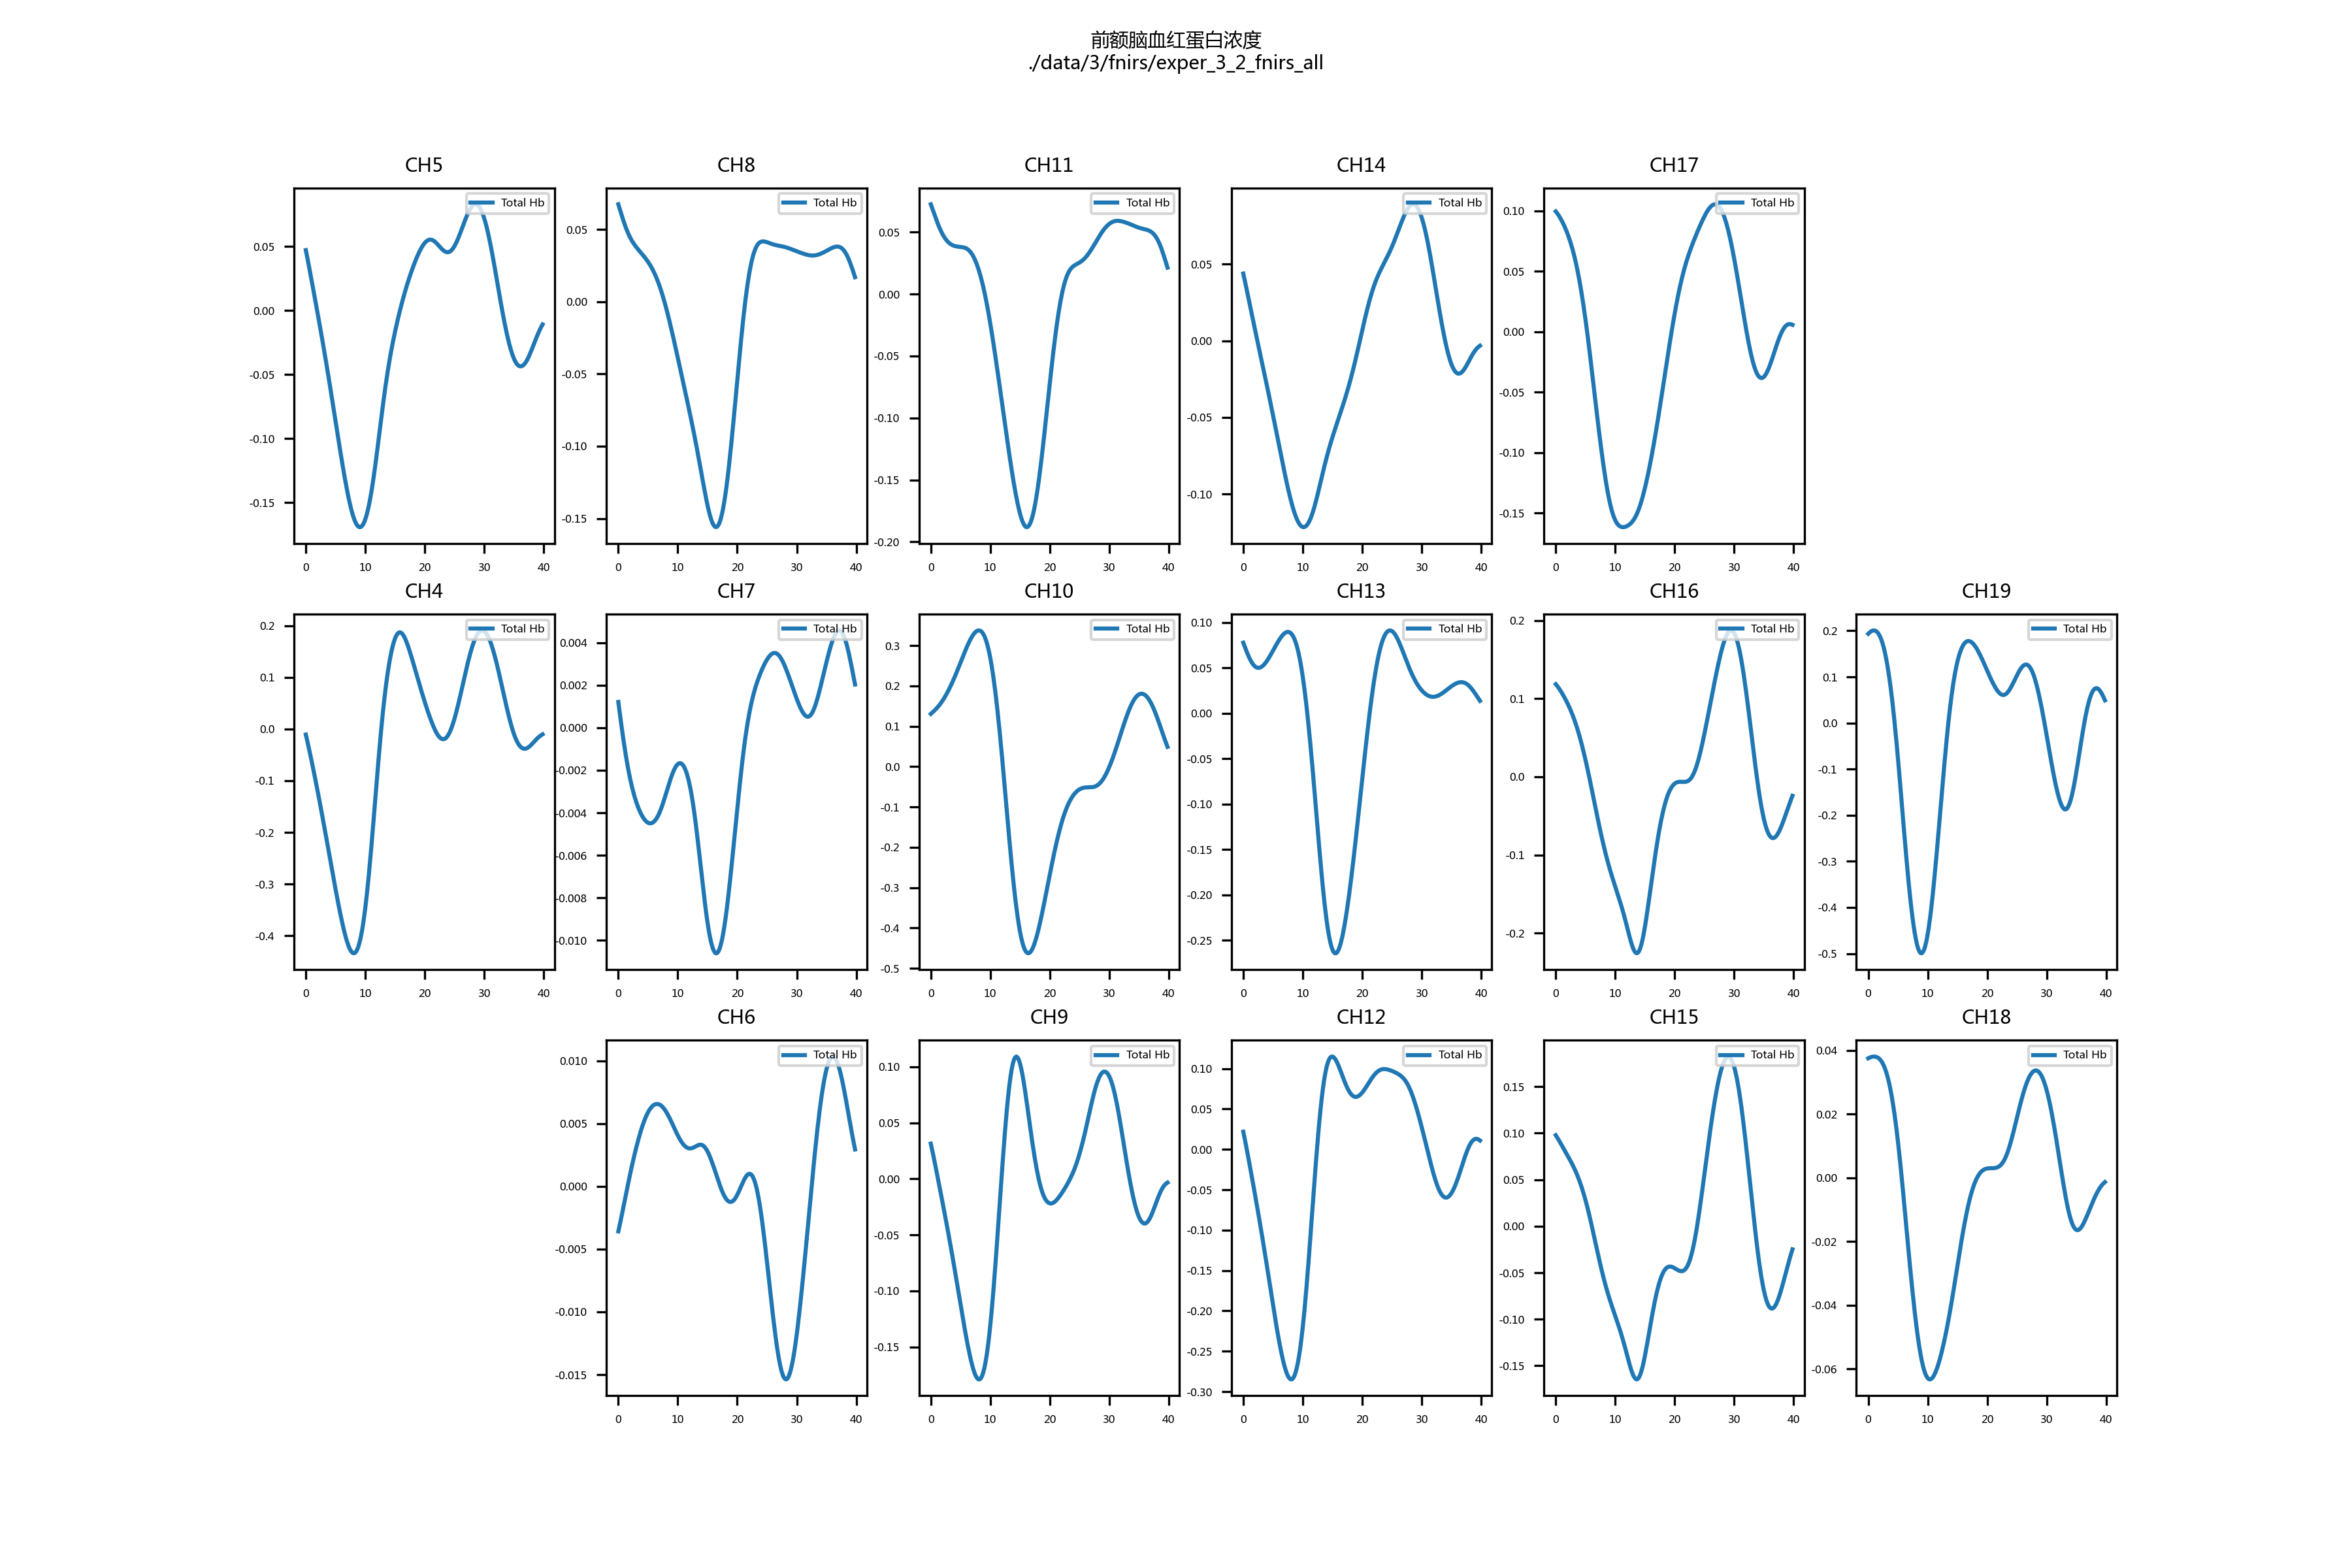 前额脑血红蛋白浓度
./data/3/fnirs/exper_3_2_fnirs_all
CH5 CH8 CH11 CH14 CH17
Total Hb Total Hb Total Hb Total Hb Total Hb
0.05 0.00 -0.05 -0.10 -0.15
0 10 20 30 40
0.05 0.00 -0.05 -0.10 -0.15
0 10 20 30 40
0.05 0.00 -0.05 -0.10 -0.15 -0.20
0 10 20 30 40
0.05 0.00 -0.05 -0.10
0 10 20 30 40
0.10 0.05 0.00 -0.05 -0.10 -0.15
0 10 20 30 40
CH4 CH7 CH10 CH13 CH16 CH19
Total Hb Total Hb Total Hb Total Hb Total Hb Total Hb
0.2 0.1 0.0 -0.1 -0.2 -0.3 -0.4
0 10 20 30 40
0.004 0.002 0.000 -0.002 -0.004 -0.006 -0.008 -0.010
0 10 20 30 40
0.3 0.2 0.1 0.0 -0.1 -0.2 -0.3 -0.4 -0.5
0 10 20 30 40
0.10 0.05 0.00 -0.05 -0.10 -0.15 -0.20 -0.25
0 10 20 30 40
0.2 0.1 0.0 -0.1 -0.2
0 10 20 30 40
0.2 0.1 0.0 -0.1 -0.2 -0.3 -0.4 -0.5
0 10 20 30 40
CH6 CH9 CH12 CH15 CH18
Total Hb Total Hb Total Hb Total Hb Total Hb
0.010 0.005 0.000 -0.005 -0.010 -0.015
0 10 20 30 40
0.10 0.05 0.00 -0.05 -0.10 -0.15
0 10 20 30 40
0.10 0.05 0.00 -0.05 -0.10 -0.15 -0.20 -0.25 -0.30
0 10 20 30 40
0.15 0.10 0.05 0.00 -0.05 -0.10 -0.15
0 10 20 30 40
0.04 0.02 0.00 -0.02 -0.04 -0.06
0 10 20 30 40